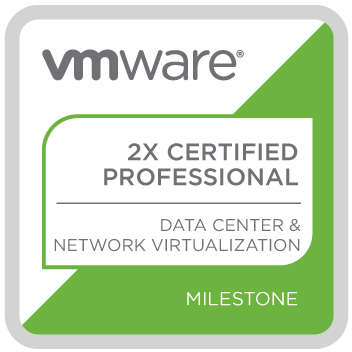 vmware®
2X CERTIFIED
PROFESSIONAL
DATA CENTER &
NETWORK VIRTUALIZATION
MILESTONE